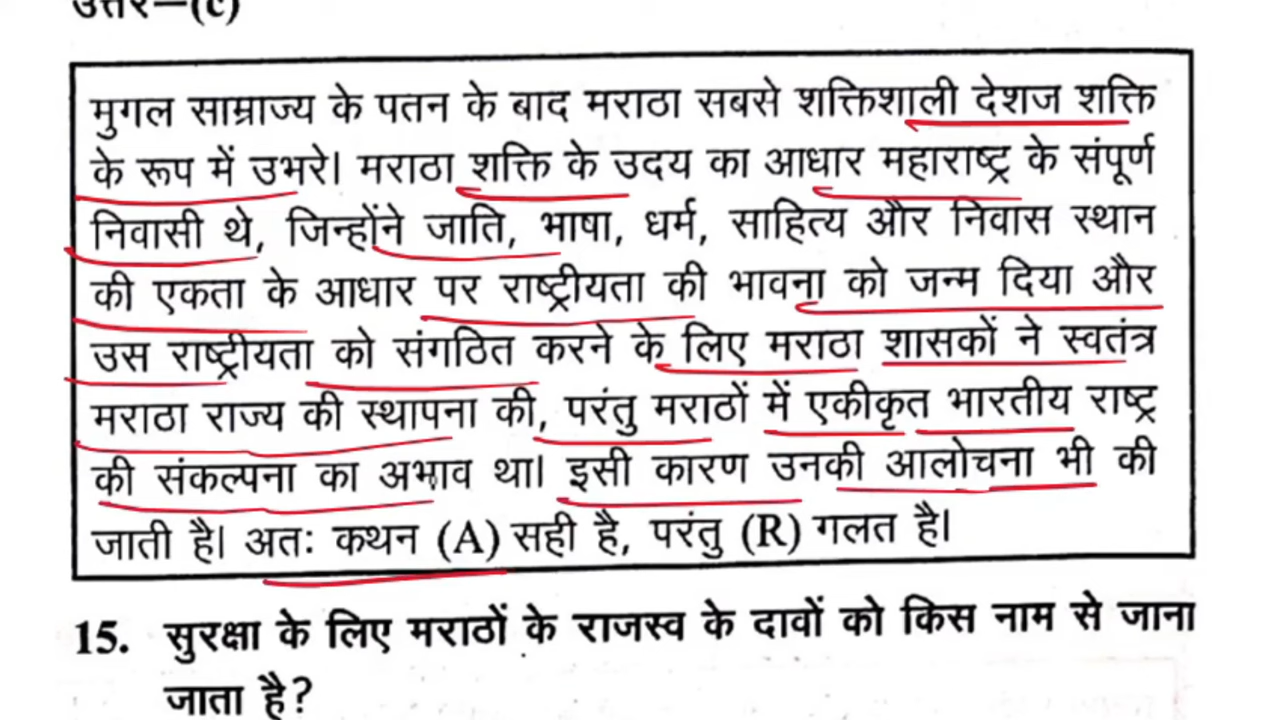 उत्तर—(c)
मुगल साम्राज्य के पतन के बाद मराठा सबसे शक्तिशाली देशज शक्ति
के रूप में उभरे। मराठा शक्ति के उदय का आधार महाराष्ट्र के संपूर्ण
निवासी थे, जिन्होंने जाति, भाषा, धर्म, साहित्य और निवास स्थान
की एकता के आधार पर राष्ट्रीयता की भावना को जन्म दिया और
उस राष्ट्रीयता को संगठित करने के लिए मराठा शासकों ने स्वतंत्र
मराठा राज्य की स्थापना की, परंतु मराठों में एकीकृत भारतीय राष्ट्र
की संकल्पना का अभाव था। इसी कारण उनकी आलोचना भी की
जाती है। अतः कथन (A) सही है, परंतु (R) गलत है।
15. सुरक्षा के लिए मराठों के राजस्व के दावों को किस नाम से जाना
जाता है?